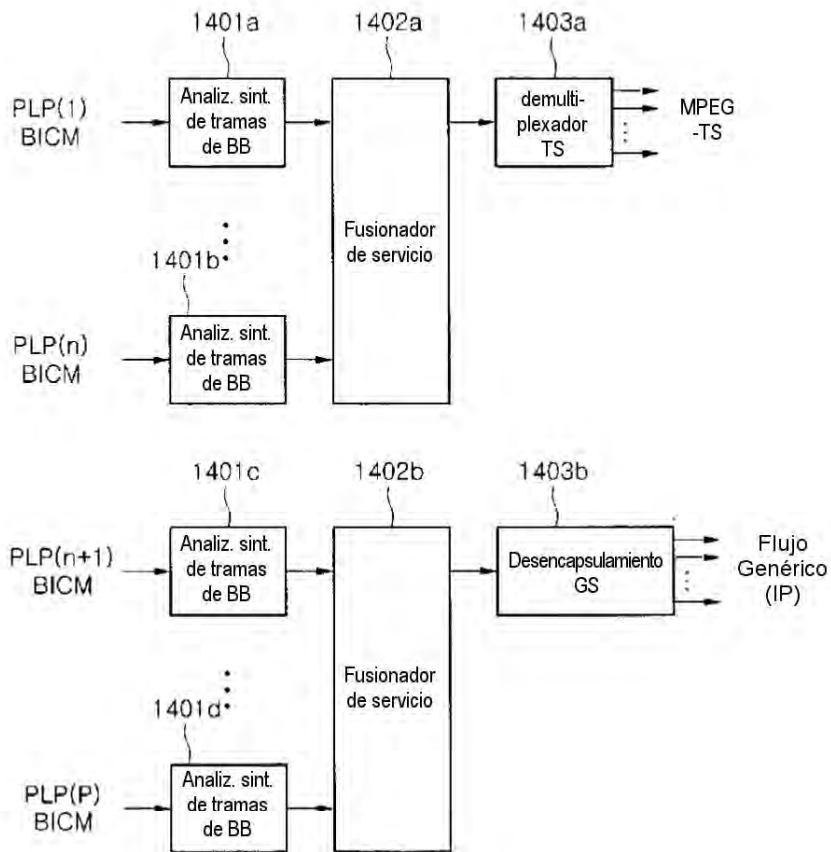 1401a
1402a
1403a
PLP(1)
BICM
Analiz. sint.
de tramas
de BB
Fusionador
de servicio
demulti-
plexador
TS
MPEG
-TS
1401b
PLP(n)
BICM
Analiz. sint.
de tramas
de BB
1401c
1402b
1403b
PLP(n+1)
BICM
Analiz. sint.
de tramas
de BB
Fusionador
de servicio
Desencapsulamiento
GS
Flujo
Genérico
(IP)
1401d
PLP(P)
BICM
Analiz. sint.
de tramas
de BB